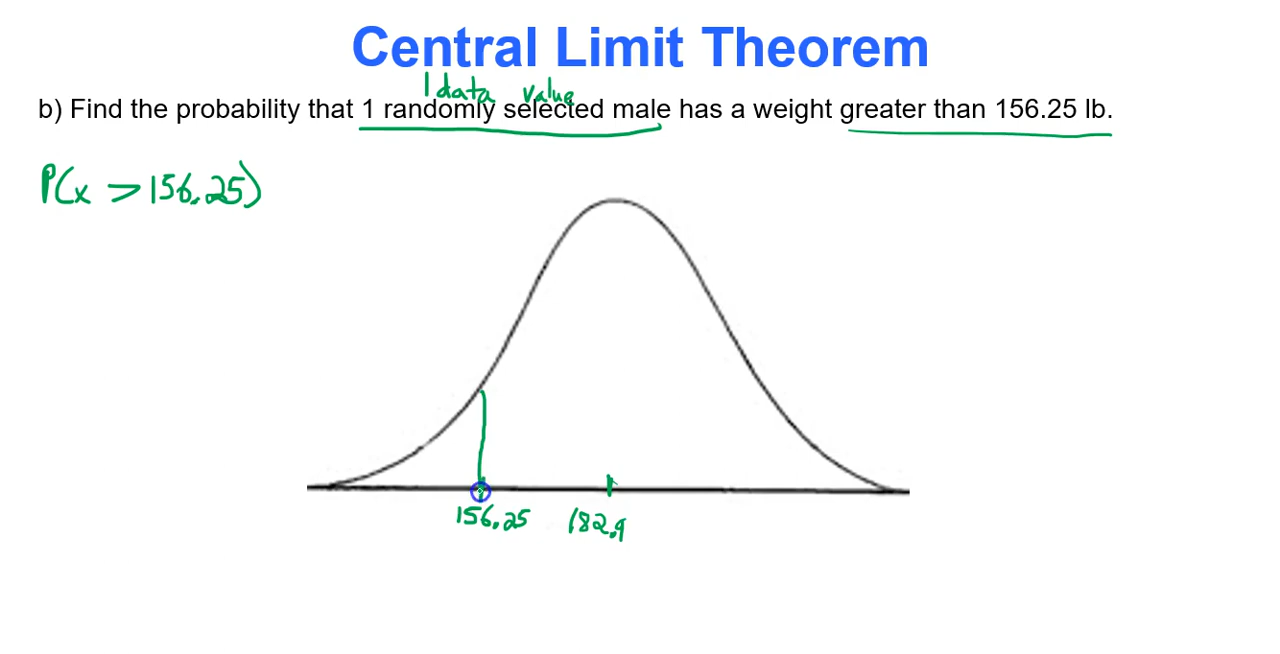 Central Limit Theorem
1 data value
b) Find the probability that 1 randomly selected male has a weight greater than 156.25 lb.
P(x > 156.25)
156.25 182.9